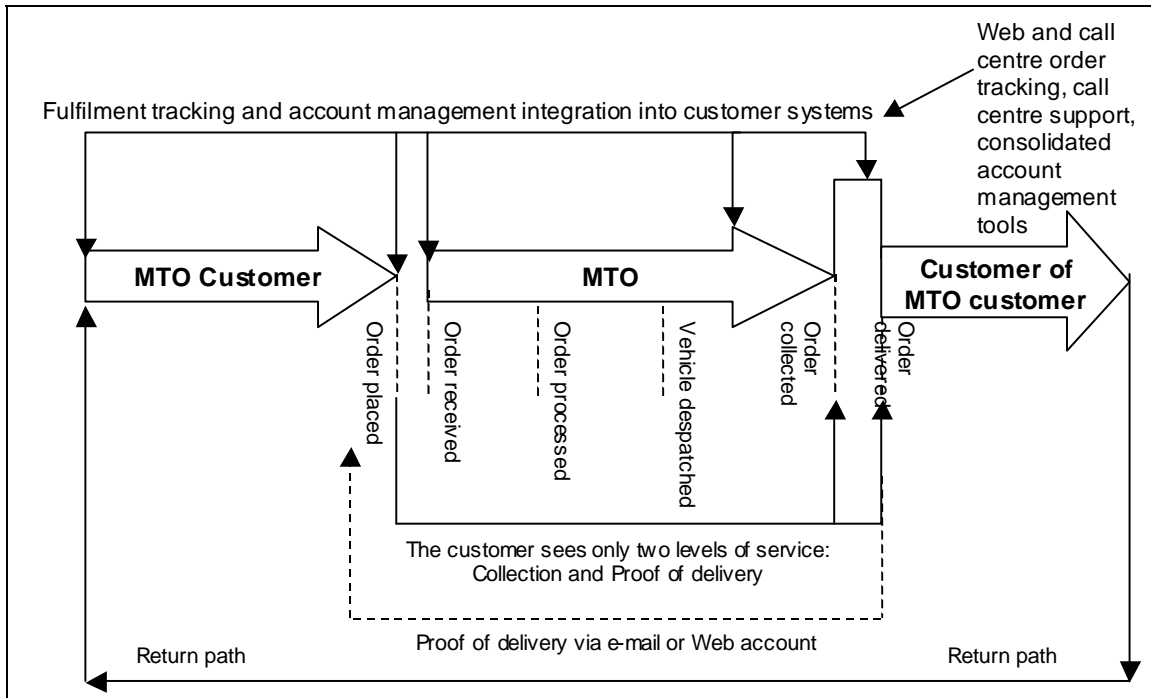 Web and call
centre order
tracking, call
centre support,
consolidated
account
management
tools
Fulfilment tracking and account management integration into customer systems
MTO Customer
MTO
Customer of
MTO customer
Order placed
Order received
Order processed
Vehicle despatched
Order
collected
Order
delivered
The customer sees only two levels of service:
Collection and Proof of delivery
Proof of delivery via e-mail or Web account
Return path
Return path